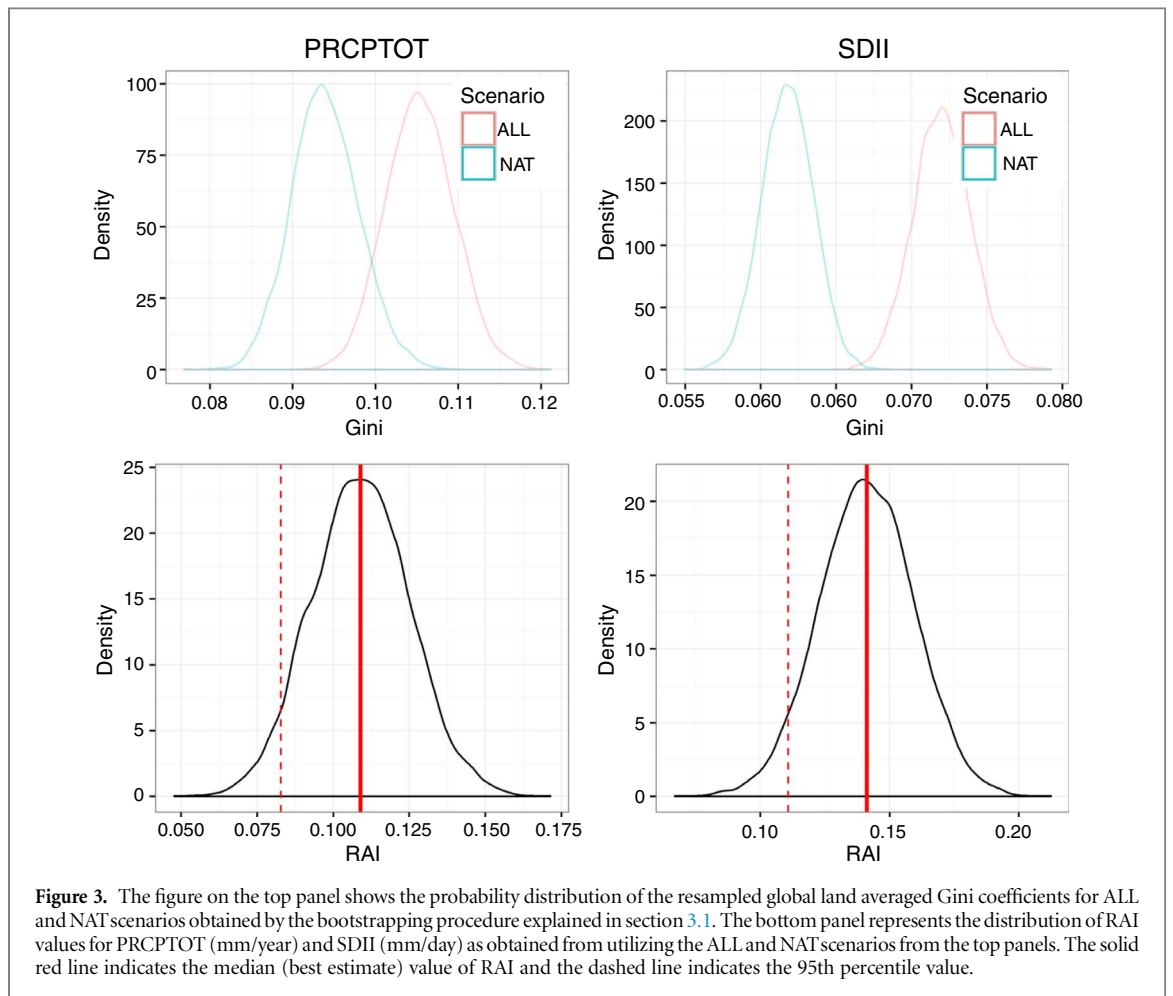 PRCPTOT
SDII
100
75
50
25
0
Density
Scenario
ALL
NAT
0.08 0.09 0.10 0.11 0.12
Gini
200
150
100
50
0
Density
Scenario
ALL
NAT
0.055 0.060 0.060 0.070 0.075 0.080
Gini
25
20
15
10
5
0
Density
0.050 0.075 0.100 0.125 0.150 0.175
RAI
20
15
10
5
0
Density
0.10 0.15 0.20
RAI
Figure 3. The figure on the top panel shows the probability distribution of the resampled global land averaged Gini coefficients for ALL
and NAT scenarios obtained by the bootstrapping procedure explained in section 3.1. The bottom panel represents the distribution of RAI
values for PRCPTOT (mm/year) and SDII (mm/day) as obtained from utilizing the ALL and NAT scenarios from the top panels. The solid
red line indicates the median (best estimate) value of RAI and the dashed line indicates the 95th percentile value.